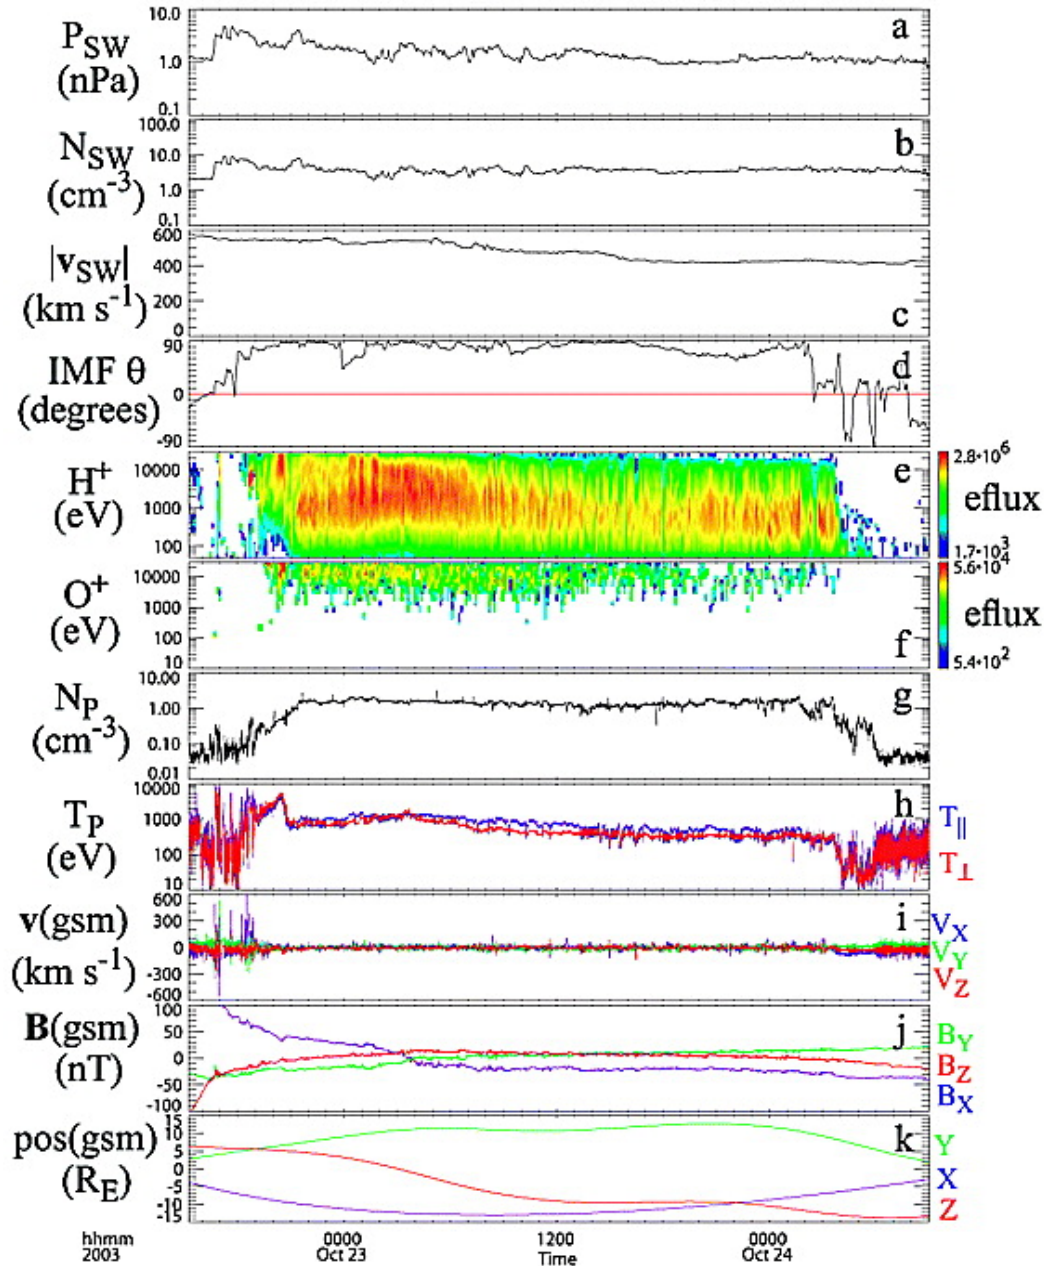 10.0
P_SW
(nPa)
1.0
0.1
a
100.0
N_SW
(cm^-3)
10.0
1.0
0.1
b
600
|v_SW|
(km s^-1)
400
200
0
c
90
IMF θ
(degrees)
0
-90
d
H^+
(eV)
10000
1000
100
e
2.8*10^6
eflux
1.7*10^3
O^+
(eV)
10000
1000
100
10
f
5.6*10^4
eflux
5.4*10^2
10.00
N_P
(cm^-3)
1.00
0.10
0.01
g
10000
T_P
(eV)
1000
100
10
h
T_||
T_⊥
600
v(gsm)
(km s^-1)
300
0
-300
-600
i
V_X
V_Y
V_Z
100
B(gsm)
(nT)
50
0
-50
-100
j
B_Y
B_Z
B_X
15
pos(gsm)
(R_E)
10
5
0
-5
-10
-15
k
Y
X
Z
hhmm
2003
0000
Oct 23
1200
Time
0000
Oct 24